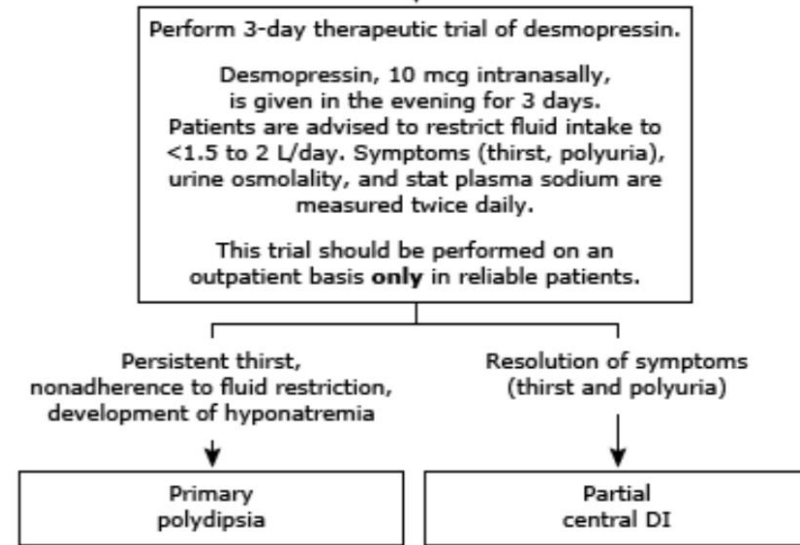 Perform 3-day therapeutic trial of desmopressin.
Desmopressin, 10 mcg intranasally,
is given in the evening for 3 days.
Patients are advised to restrict fluid intake to
<1.5 to 2 L/day. Symptoms (thirst, polyuria),
urine osmolality, and stat plasma sodium are
measured twice daily.
This trial should be performed on an
outpatient basis only in reliable patients.
Persistent thirst,
nonadherence to fluid restriction,
development of hyponatremia
Resolution of symptoms
(thirst and polyuria)
Primary
polydipsia
Partial
central DI